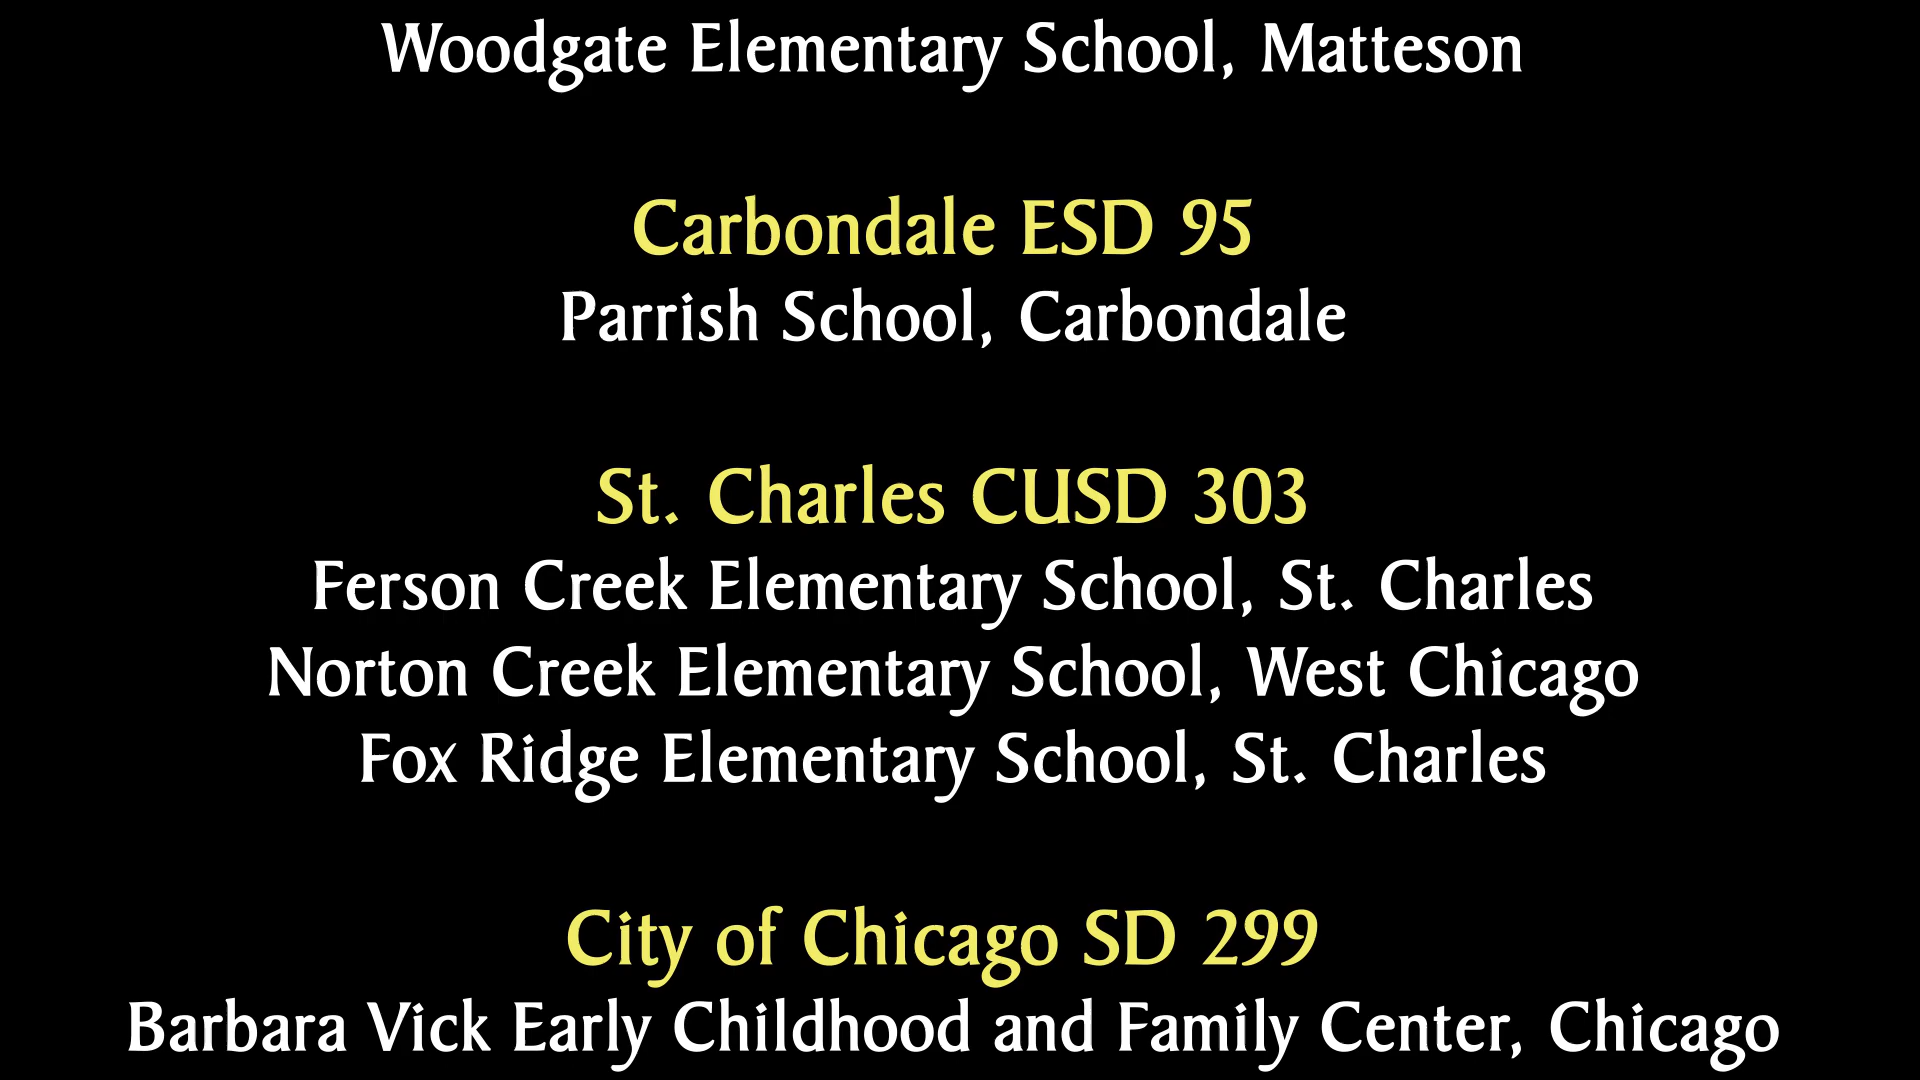 Woodgate Elementary School, Matteson
Carbondale ESD 95
Parrish School, Carbondale
St. Charles CUSD 303
Ferson Creek Elementary School, St. Charles
Norton Creek Elementary School, West Chicago
Fox Ridge Elementary School, St. Charles
City of Chicago SD 299
Barbara Vick Early Childhood and Family Center, Chicago